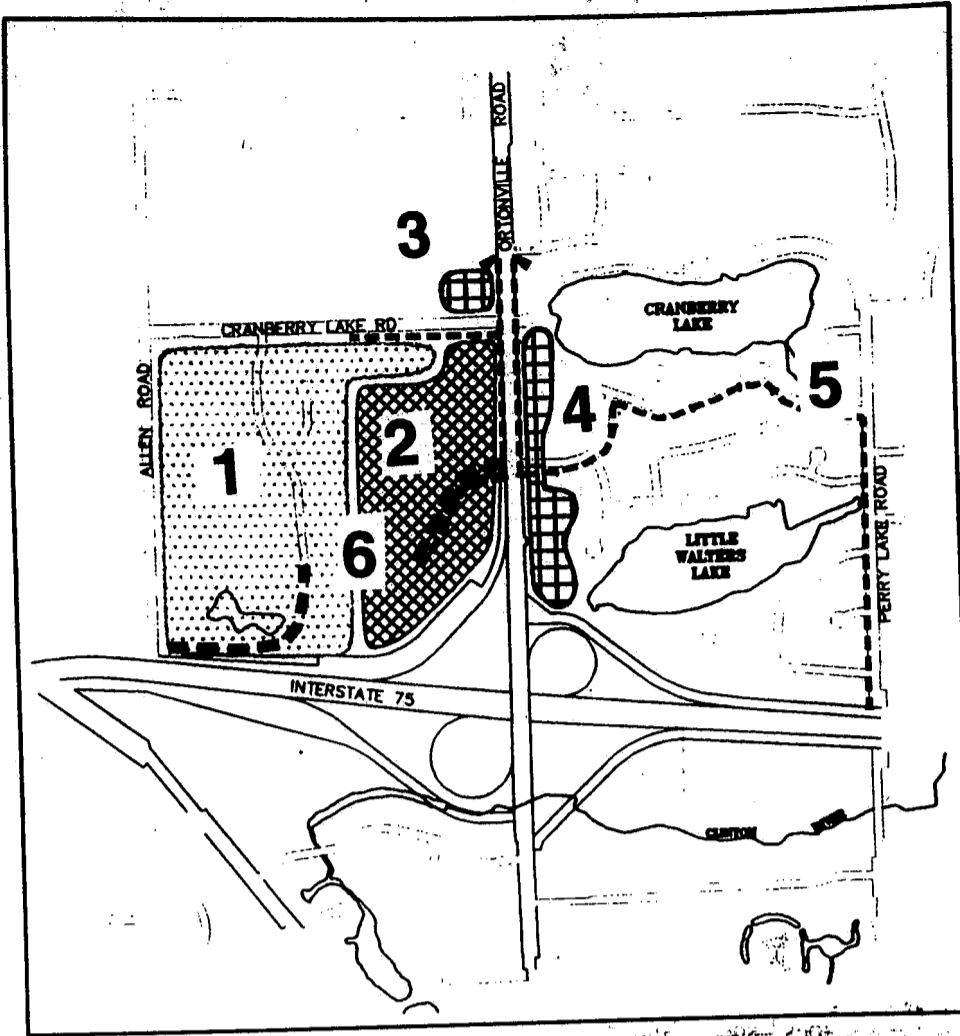 ORTONVILLE ROAD
3
CRANBERRY
LAKE
CRANBERRY LAKE RD
5
4
ALLEN ROAD
2
1
PERRY LAKE ROAD
LITTLE
WALTERS
LAKE
6
INTERSTATE 75
CLINTON
RIVER